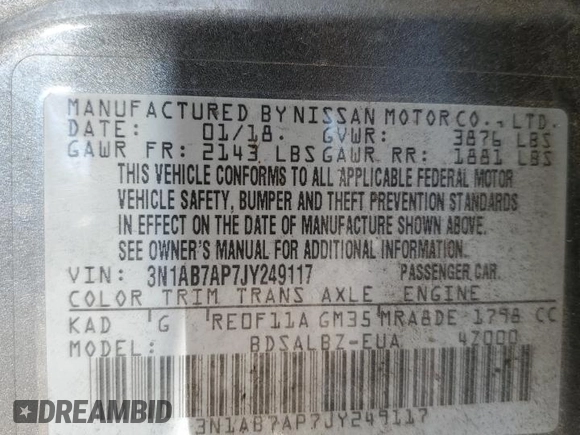 MANUFACTURED BY NISSAN MOTOR CO., LTD.
DATE: 01/18. GVWR: 3876 LBS
GAWR FR: 2143 LBS GAWR RR: 1881 LBS
THIS VEHICLE CONFORMS TO ALL APPLICABLE FEDERAL MOTOR
VEHICLE SAFETY, BUMPER AND THEFT PREVENTION STANDARDS
IN EFFECT ON THE DATE OF MANUFACTURE SHOWN ABOVE.
SEE OWNER'S MANUAL FOR ADDITIONAL INFORMATION.
VIN: 3N1AB7AP7JY249117 PASSENGER CAR
COLOR TRIM TRANS AXLE ENGINE
KAD G RE0F11A GM35 MRA8DE 1798 CC
MODEL: BDSALBZ-EUA 47000
3N1AB7AP7JY249117
DREAMBID
.COM